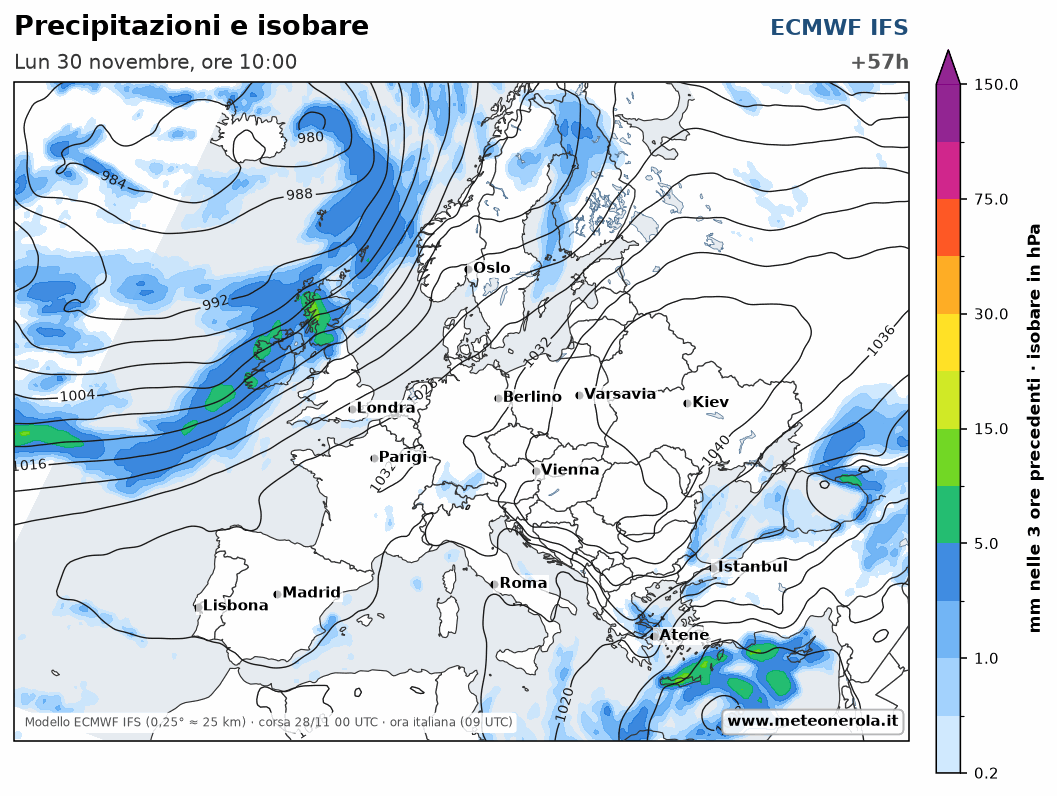 Precipitazioni e isobare
ECMWF IFS
Lun 30 novembre, ore 10:00
+57h
980
984
988
992
1004
1016
1032
1036
1040
1032
1020
Oslo
Londra
Berlino
Varsavia
Kiev
Parigi
Vienna
Istanbul
Roma
Madrid
Lisbona
Atene
Modello ECMWF IFS (0,25° ≈ 25 km) · corsa 28/11 00 UTC · ora italiana (09 UTC)
www.meteonerola.it
150.0
75.0
30.0
15.0
5.0
1.0
0.2
mm nelle 3 ore precedenti · isobare in hPa